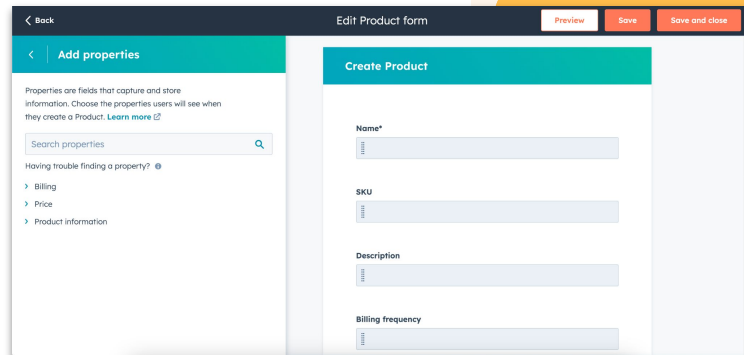 Back
Edit Product form
Preview
Save
Save and close
Add properties
Properties are fields that capture and store
information. Choose the properties users will see when
they create a Product. Learn more
Search properties
Having trouble finding a property?
Billing
Price
Product information
Create Product
Name*
SKU
Description
Billing frequency